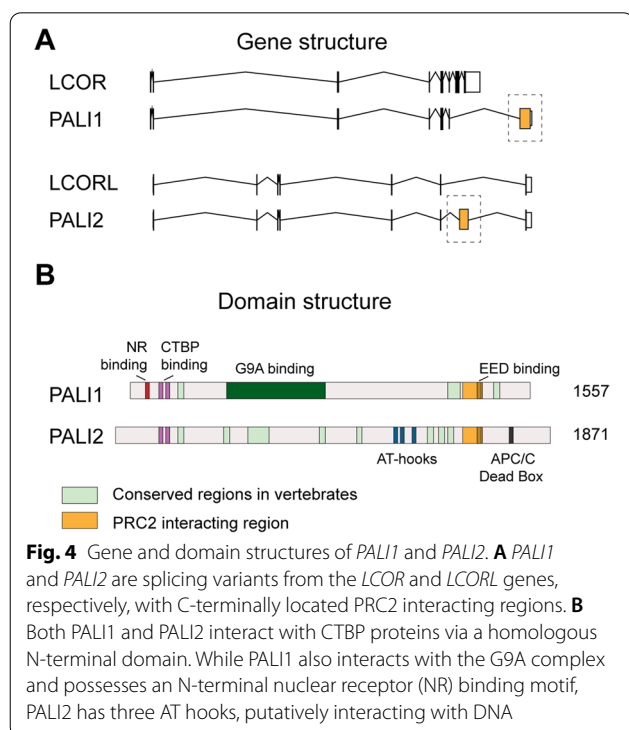 A
Gene structure
LCOR
PALI1
LCORL
PALI2
B
Domain structure
NR
binding
CTBP
binding
G9A binding
EED binding
PALI1
1557
PALI2
1871
AT-hooks
APC/C
Dead Box
Conserved regions in vertebrates
PRC2 interacting region
Fig. 4 Gene and domain structures of PALI1 and PALI2. A PALI1
and PALI2 are splicing variants from the LCOR and LCORL genes,
respectively, with C-terminally located PRC2 interacting regions. B
Both PALI1 and PALI2 interact with CTBP proteins via a homologous
N-terminal domain. While PALI1 also interacts with the G9A complex
and possesses an N-terminal nuclear receptor (NR) binding motif,
PALI2 has three AT hooks, putatively interacting with DNA